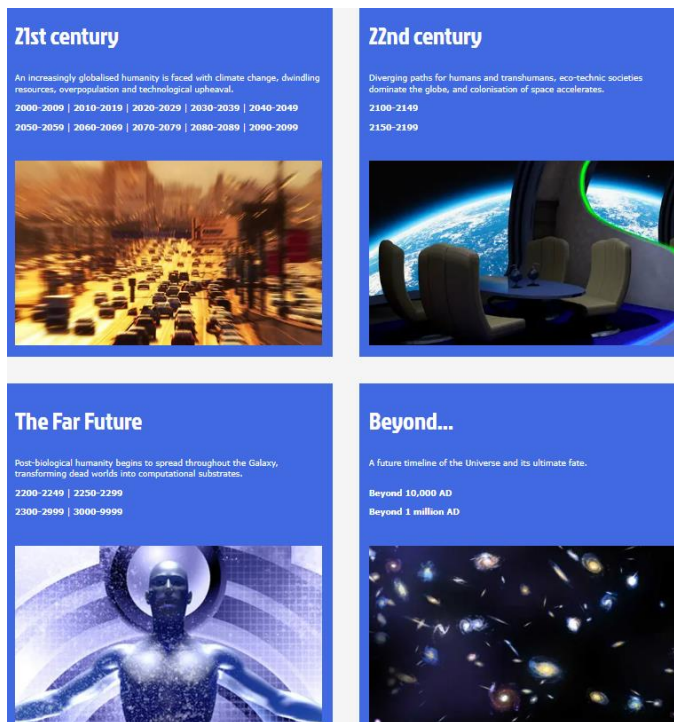 21st century
An increasingly globalised humanity is faced with climate change, dwindling
resources, overpopulation and technological upheaval.
2000-2009 | 2010-2019 | 2020-2029 | 2030-2039 | 2040-2049
2050-2059 | 2060-2069 | 2070-2079 | 2080-2089 | 2090-2099
22nd century
Diverging paths for humans and transhumans, eco-technic societies
dominate the globe, and colonisation of space accelerates.
2100-2149
2150-2199
The Far Future
Post-biological humanity begins to spread throughout the Galaxy,
transforming dead worlds into computational substrates.
2200-2249 | 2250-2299
2300-2999 | 3000-9999
Beyond...
A future timeline of the Universe and its ultimate fate.
Beyond 10,000 AD
Beyond 1 million AD